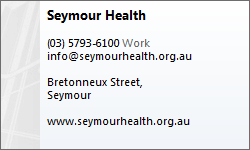 Seymour Health
(03) 5793-6100 Work
info@seymourhealth.org.au
Bretonneux Street,
Seymour
www.seymourhealth.org.au